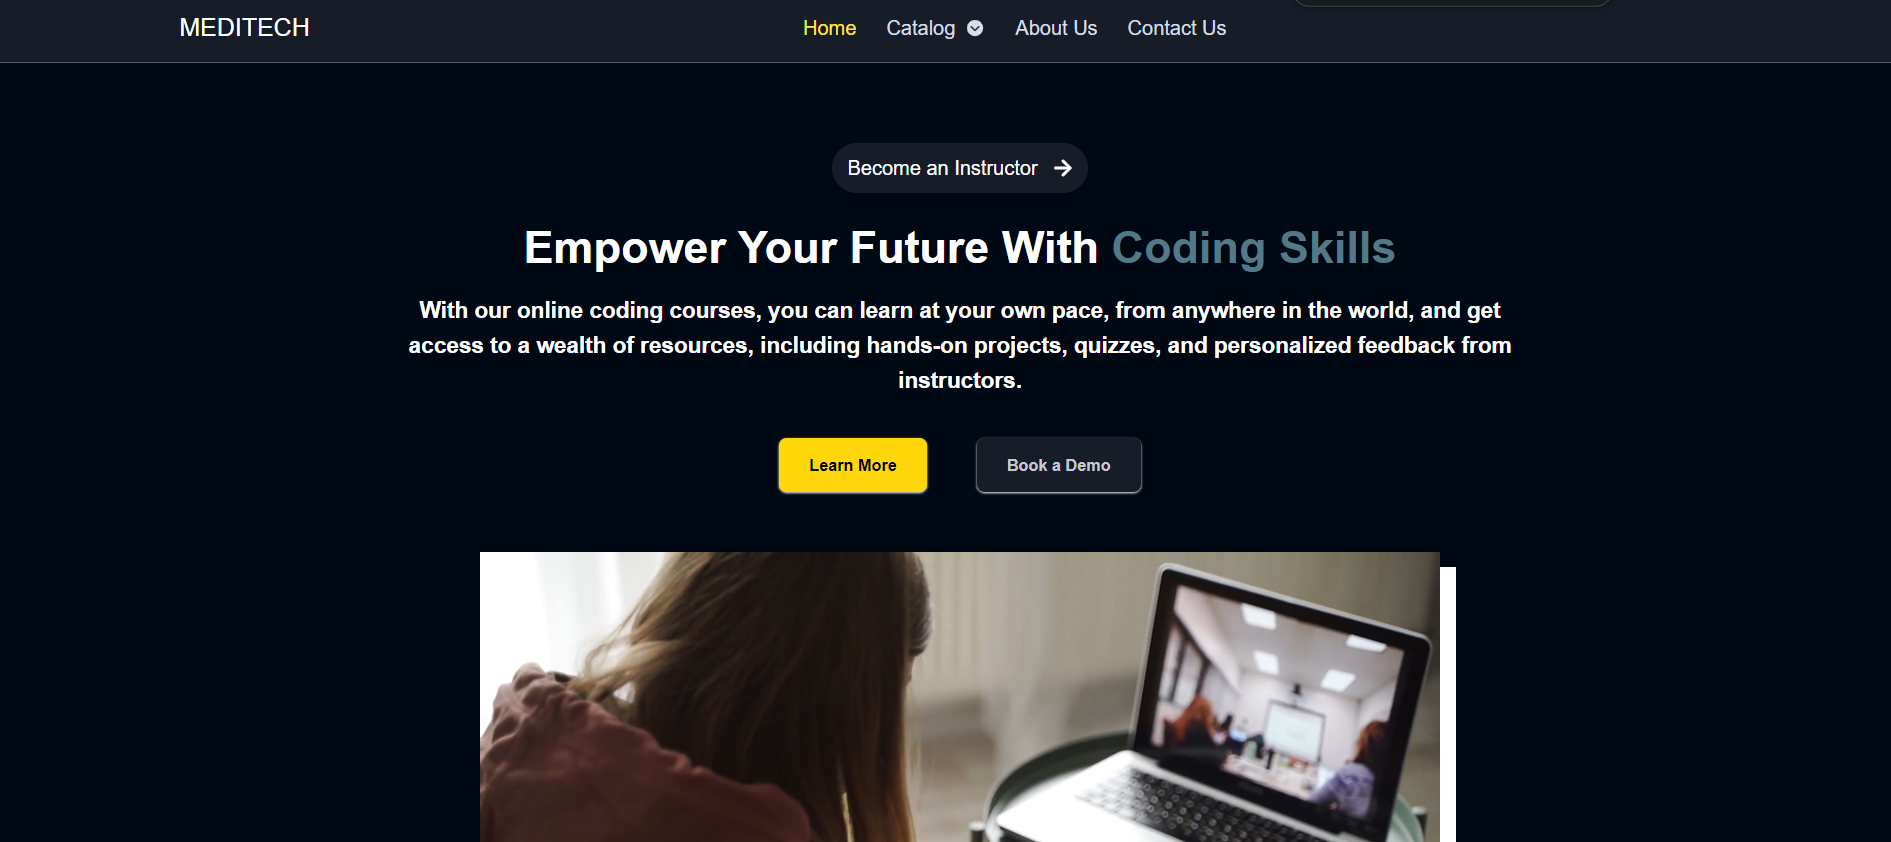 MEDITECH
Home Catalog About Us Contact Us
Become an Instructor
Empower Your Future With Coding Skills
With our online coding courses, you can learn at your own pace, from anywhere in the world, and get
access to a wealth of resources, including hands-on projects, quizzes, and personalized feedback from
instructors.
Learn More Book a Demo